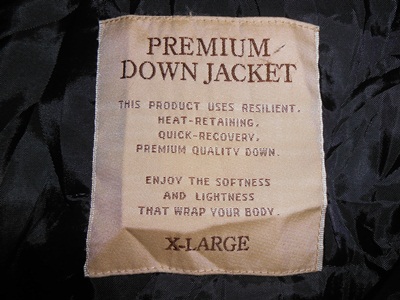 PREMIUM
DOWN JACKET
THIS PRODUCT USES RESILIENT,
HEAT-RETAINING,
QUICK-RECOVERY,
PREMIUM QUALITY DOWN.
ENJOY THE SOFTNESS
AND LIGHTNESS
THAT WRAP YOUR BODY.
X-LARGE